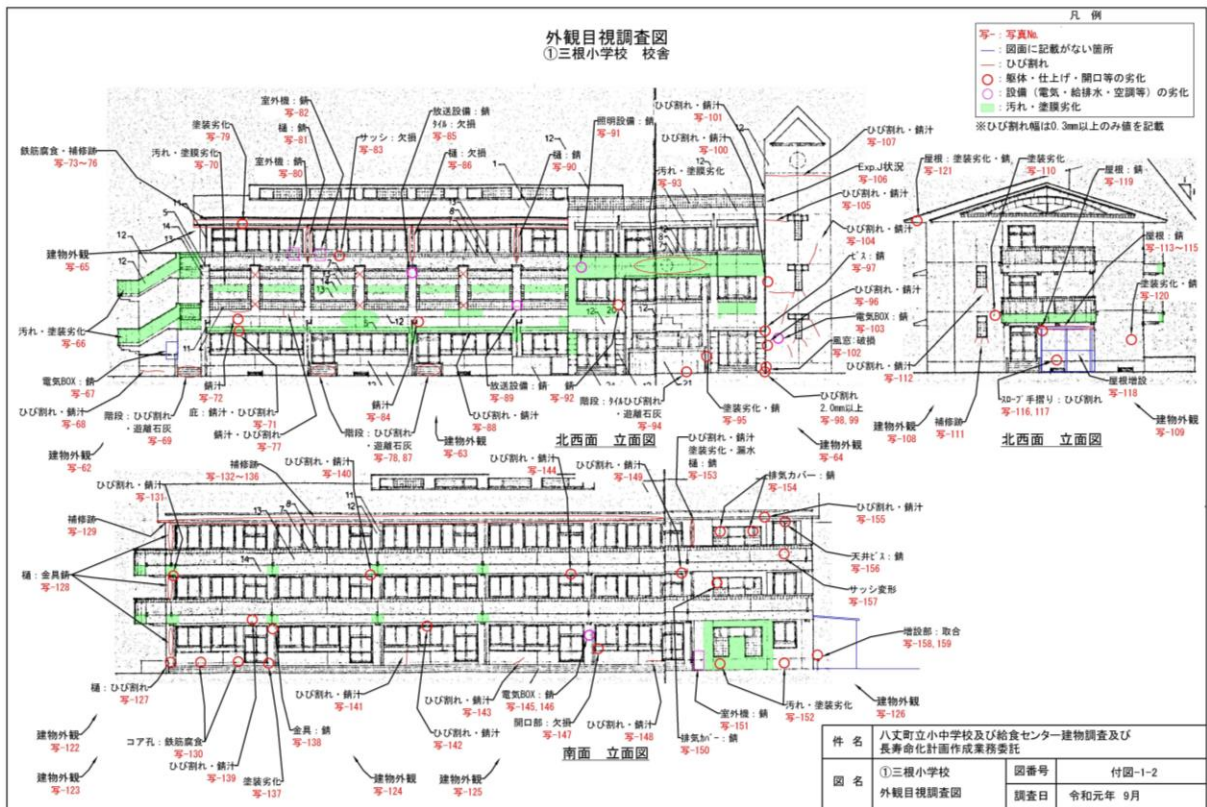 外観目視調査図
①三根小学校 校舎
凡 例
写-：写真No.
：図面に記載がない箇所
：ひび割れ
：躯体・仕上げ・開口等の劣化
：設備（電気・給排水・空調等）の劣化
：汚れ・塗膜劣化
※ひび割れ幅は0.3mm以上のみ値を記載
室外機：錆
写-82
塗装劣化
写-79
樋：錆
写-81
サッシ：欠損
写-83
放送設備：錆
タイル：欠損
写-85
樋：欠損
写-86
照明設備：錆
写-91
樋：錆
写-90
ひび割れ・錆汁
写-101
ひび割れ・錆汁
写-100
汚れ・塗膜劣化
写-93
ひび割れ・錆汁
写-107
Exp.J状況
写-106
ひび割れ・錆汁
写-105
ひび割れ・錆汁
写-104
ビス：錆
写-97
ひび割れ・錆汁
写-96
電気BOX：錆
写-103
風窓：破損
写-102
ひび割れ
2.0mm以上
写-98, 99
鉄筋腐食・補修跡
写-73～76
汚れ・塗膜劣化
写-70
室外機：錆
写-80
建物外観
写-65
汚れ・塗装劣化
写-66
電気BOX：錆
写-67
ひび割れ・錆汁
写-68
階段：ひび割れ
・遊離石灰
写-69
錆汁
写-72
庇：錆汁・ひび割れ
写-71
錆汁・ひび割れ
写-77
錆汁
写-84
階段：ひび割れ
・遊離石灰
写-78, 87
放送設備：錆
写-89
ひび割れ・錆汁
写-88
錆
写-92
階段：タイルひび割れ
・遊離石灰
写-94
塗装劣化・錆
写-95
建物外観
写-62
建物外観
写-63
建物外観
写-64
北西面 立面図
屋根：塗装劣化・錆
写-121
塗装劣化
写-110
屋根：錆
写-119
屋根：錆
写-113～115
塗装劣化・錆
写-120
ひび割れ・錆汁
写-112
補修跡
写-111
スロープ手摺り：ひび割れ
写-116, 117
屋根増設
写-118
建物外観
写-108
建物外観
写-109
北西面 立面図
補修跡
写-132～136
ひび割れ・錆汁
写-131
ひび割れ・錆汁
写-140
ひび割れ・錆汁
写-144
ひび割れ・錆汁
写-149
ひび割れ・錆汁
塗装劣化・漏水
樋：錆
写-153
排気カバー：錆
写-154
ひび割れ・錆汁
写-155
天井ビス：錆
写-156
サッシ変形
写-157
増設部：取合
写-158, 159
補修跡
写-129
樋：金具錆
写-128
樋：ひび割れ
写-127
コア孔：鉄筋腐食
写-130
ひび割れ・錆汁
写-139
塗装劣化
写-137
金具：錆
写-138
ひび割れ・錆汁
写-141
ひび割れ・錆汁
写-142
ひび割れ・錆汁
写-143
電気BOX：錆
写-145, 146
開口部：欠損
写-147
ひび割れ・錆汁
写-148
排気カバー：錆
写-150
室外機：錆
写-151
汚れ・塗装劣化
写-152
建物外観
写-122
建物外観
写-123
建物外観
写-124
建物外観
写-125
建物外観
写-126
南面 立面図
件 名 八丈町立小中学校及び給食センター建物調査及び
長寿命化計画作成業務委託
図 名 ①三根小学校
外観目視調査図
図番号 付図-1-2
調査日 令和元年 9月